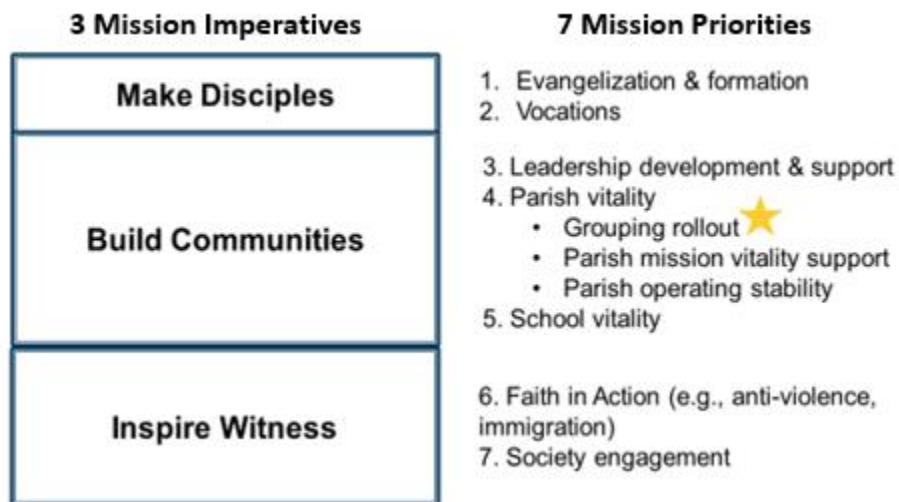 3 Mission Imperatives
7 Mission Priorities
Make Disciples
1. Evangelization & formation
2. Vocations
Build Communities
3. Leadership development & support
4. Parish vitality
• Grouping rollout
• Parish mission vitality support
• Parish operating stability
5. School vitality
Inspire Witness
6. Faith in Action (e.g., anti-violence,
immigration)
7. Society engagement